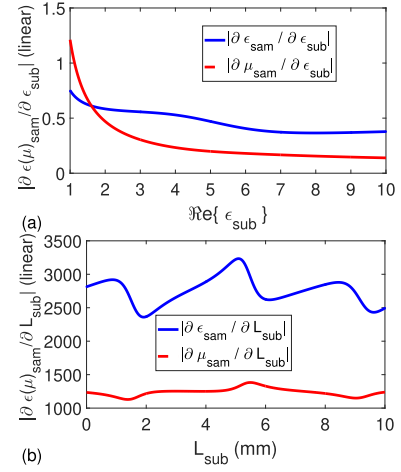 |∂ ϵ(μ)sam/∂ ϵsub| (linear)
1.5
1
0.5
0
|∂ ϵsam / ∂ ϵsub|
|∂ μsam / ∂ ϵsub|
1 2 3 4 5 6 7 8 9 10
(a)
ℜe{ ϵsub }
|∂ ϵ(μ)sam/∂ Lsub| (linear)
3500
3000
2500
2000
1500
1000
|∂ ϵsam / ∂ Lsub|
|∂ μsam / ∂ Lsub|
0 2 4 6 8 10
(b)
Lsub (mm)